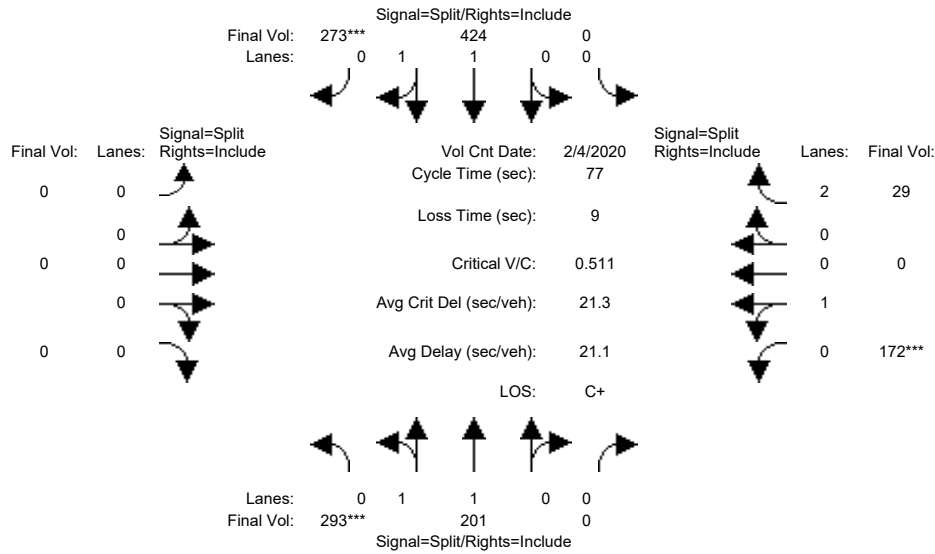 Signal=Split/Rights=Include
Final Vol: 273*** 424 0
Lanes: 0 1 1 0 0
Signal=Split
Final Vol: Lanes: Rights=Include
Vol Cnt Date: 2/4/2020
Signal=Split
Rights=Include Lanes: Final Vol:
Cycle Time (sec): 77
0 0
2 29
Loss Time (sec): 9
0
0
0 0
Critical V/C: 0.511
0 0
0
Avg Crit Del (sec/veh): 21.3
1
0 0
Avg Delay (sec/veh): 21.1
0 172***
LOS: C+
Lanes: 0 1 1 0 0
Final Vol: 293*** 201 0
Signal=Split/Rights=Include